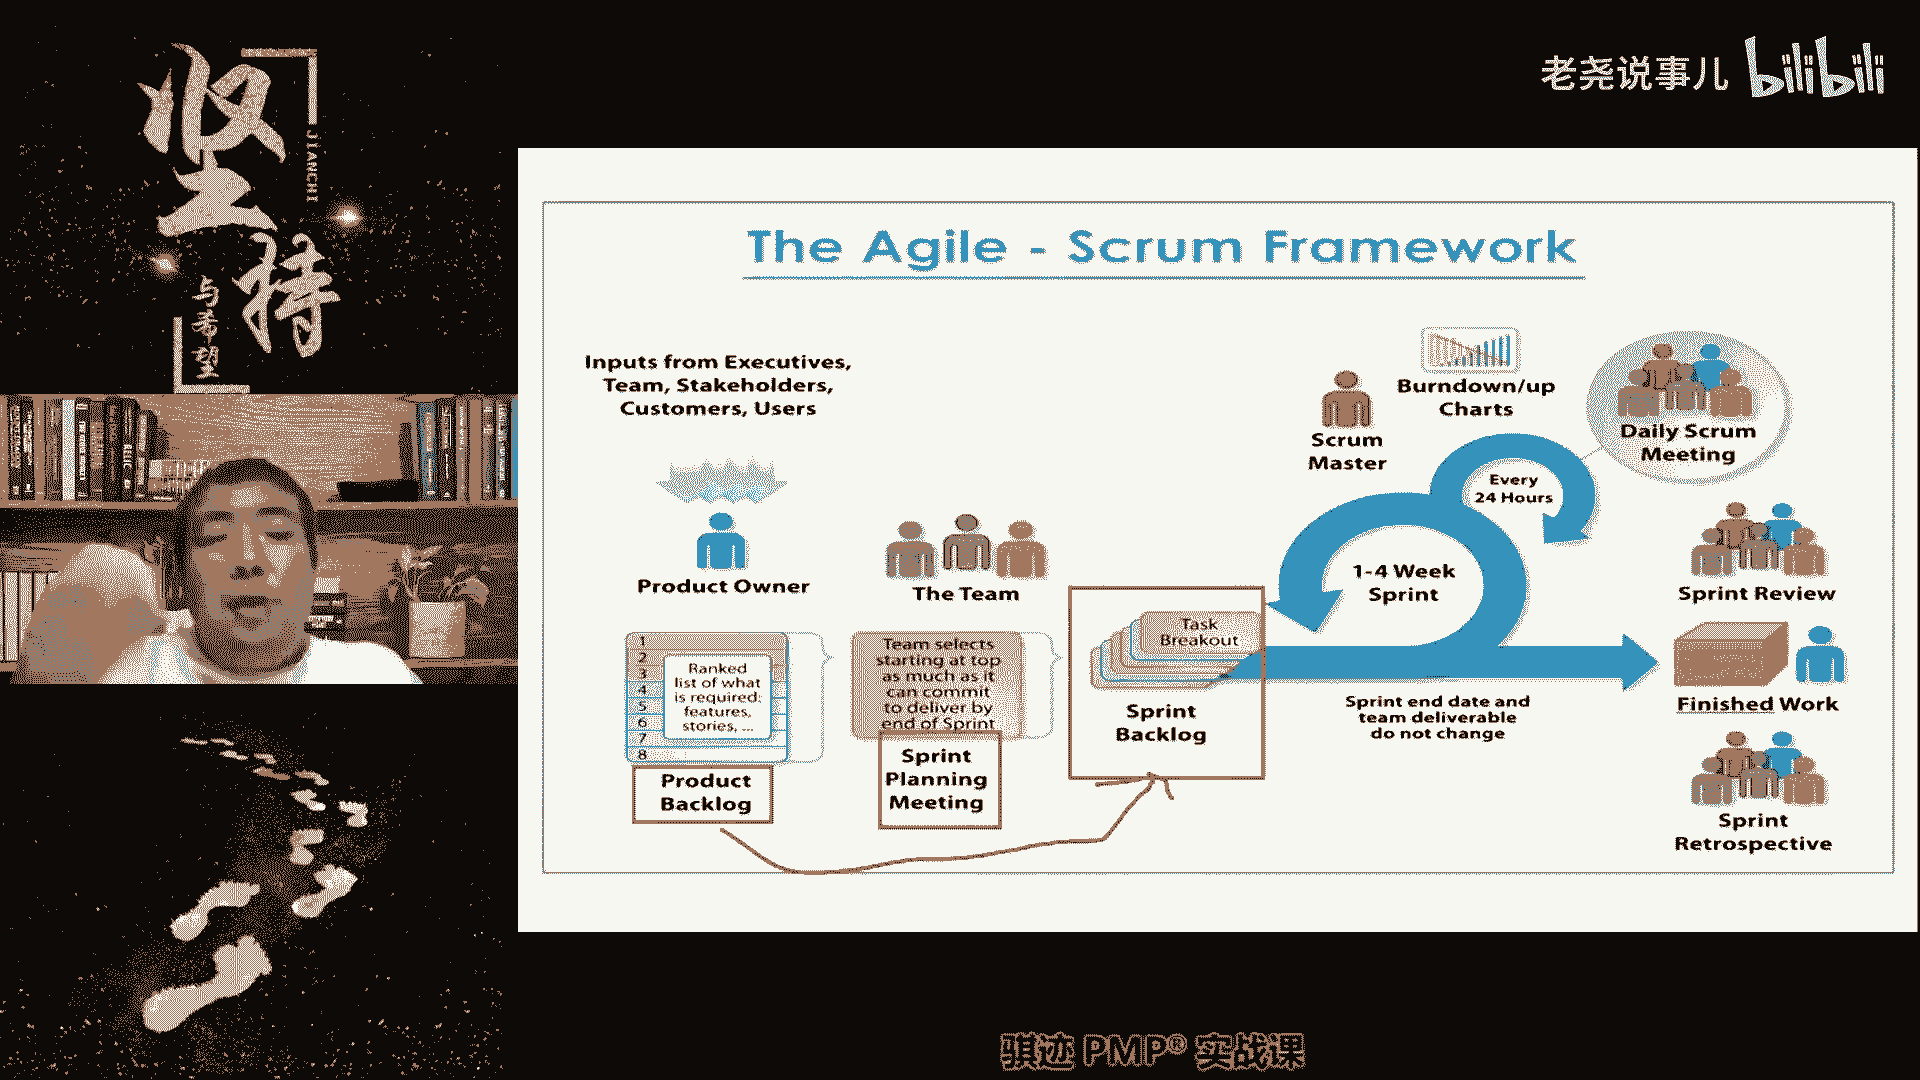 坚持
JIANCHI
与希望
老尧说事儿 bilibili
The Agile - Scrum Framework
Inputs from Executives,
Team, Stakeholders,
Customers, Users
Product Owner
The Team
1
2
3
4
5
6
7
8
Ranked
list of what
is required:
features,
stories, ...
Product
Backlog
Team selects
starting at top
as much as it
can commit
to deliver by
end of Sprint
Sprint
Planning
Meeting
Task
Breakout
Sprint
Backlog
Scrum
Master
Burndown/up
Charts
Every
24 Hours
Daily Scrum
Meeting
1-4 Week
Sprint
Sprint end date and
team deliverable
do not change
Sprint Review
Finished Work
Sprint
Retrospective
骐迹 PMP® 实战课